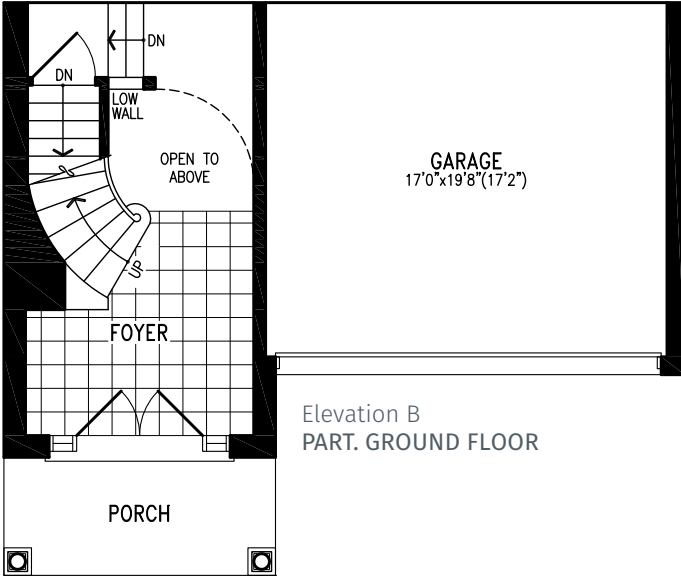 DN
DN
LOW
WALL
OPEN TO
ABOVE
GARAGE
17'0"x19'8"(17'2")
UP
FOYER
Elevation B
PART. GROUND FLOOR
PORCH